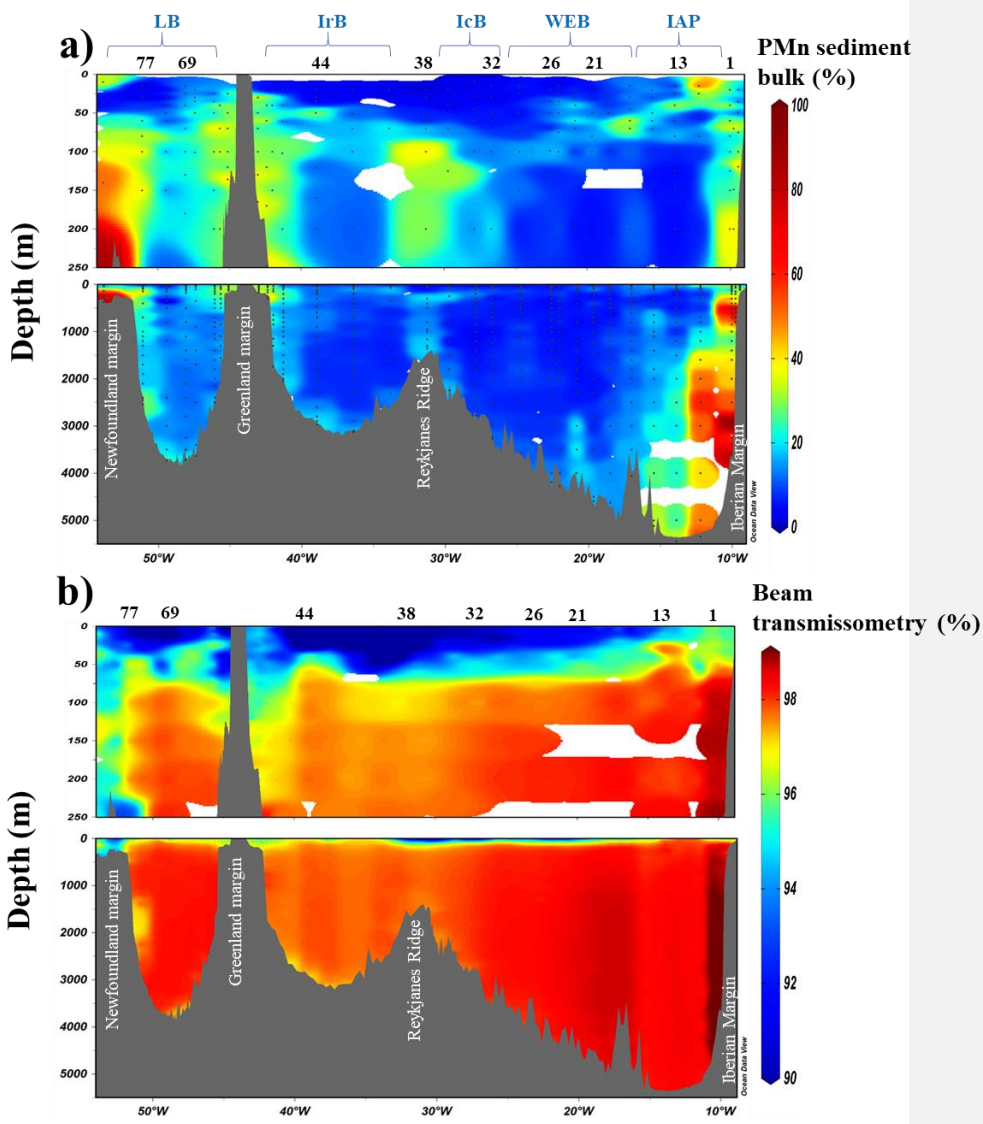 LB IrB IcB WEB IAP
a) 77 69 44 38 32 26 21 13 1
PMn sediment
bulk (%)
0
50
100
150
200
250
0
1000
2000
3000
4000
5000
Depth (m)
Newfoundland margin
Greenland margin
Reykjanes Ridge
Iberian Margin
Ocean Data View
50°W 40°W 30°W 20°W 10°W
100
80
60
40
20
0
b) 77 69 44 38 32 26 21 13 1
Beam
transmissometry (%)
0
50
100
150
200
250
0
1000
2000
3000
4000
5000
Depth (m)
Newfoundland margin
Greenland margin
Reykjanes Ridge
Iberian Margin
Ocean Data View
50°W 40°W 30°W 20°W 10°W
98
96
94
92
90